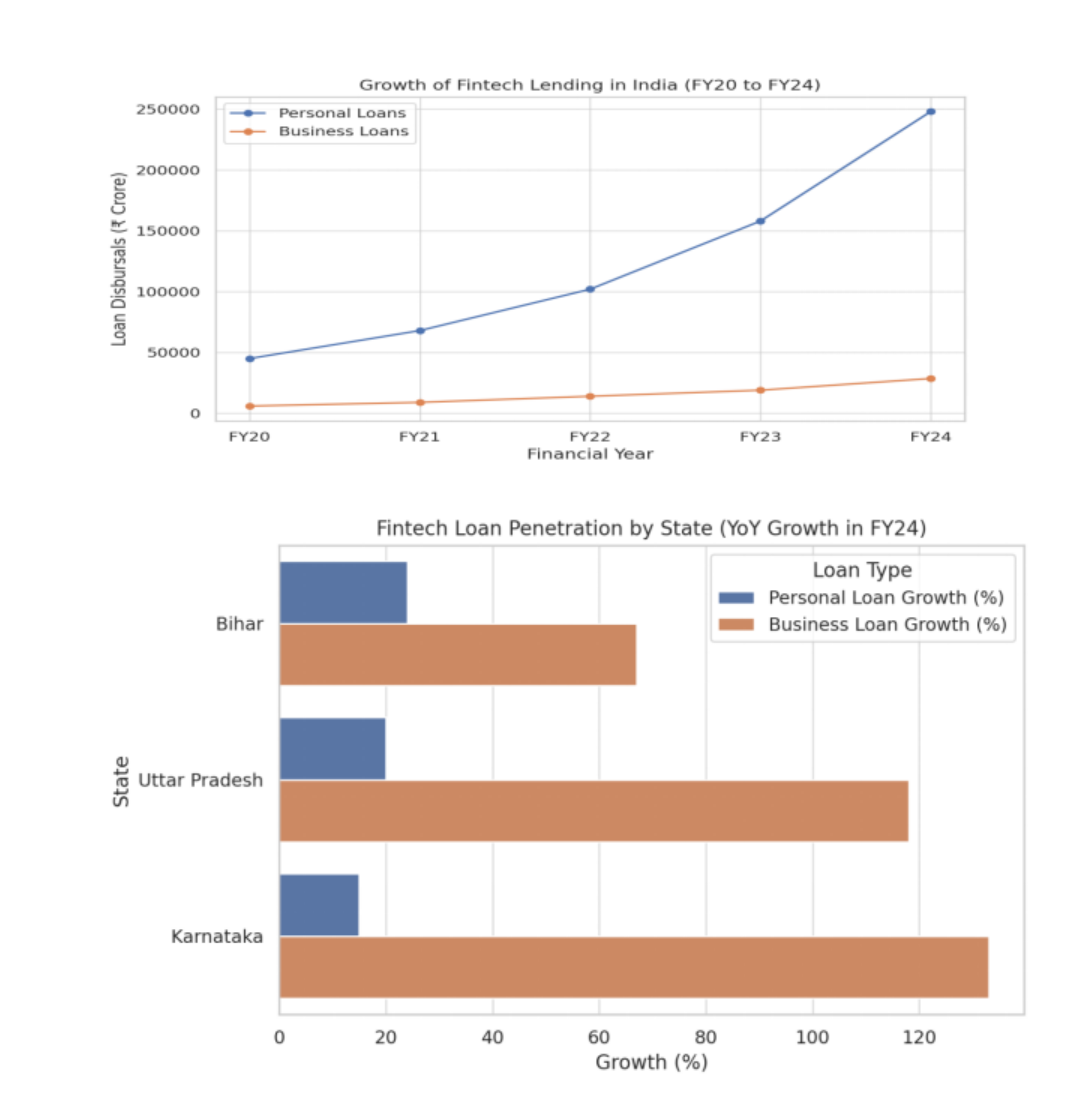 Growth of Fintech Lending in India (FY20 to FY24)
Personal Loans
Business Loans
250000
200000
150000
100000
50000
0
Loan Disbursals (₹ Crore)
FY20 FY21 FY22 FY23 FY24
Financial Year
Fintech Loan Penetration by State (YoY Growth in FY24)
Loan Type
Personal Loan Growth (%)
Business Loan Growth (%)
Bihar
Uttar Pradesh
Karnataka
State
0 20 40 60 80 100 120
Growth (%)